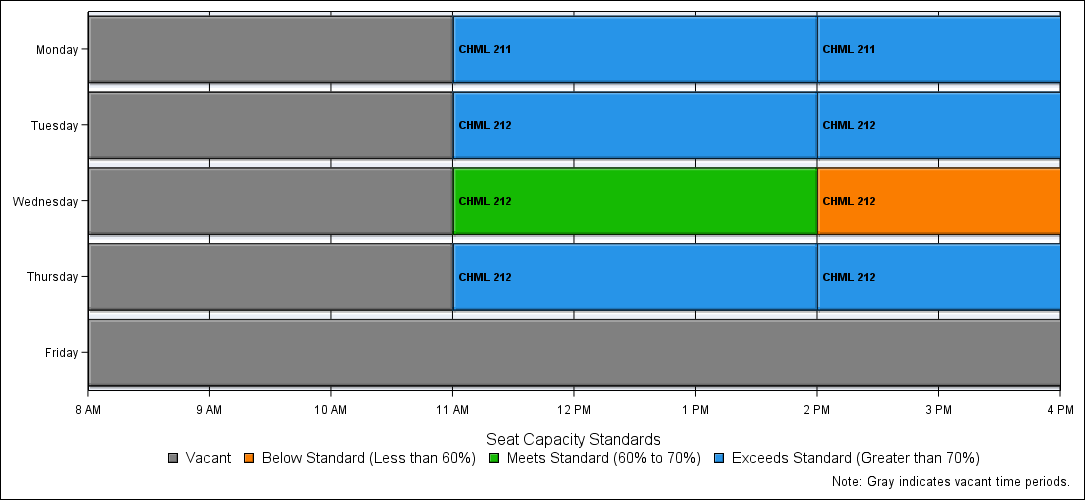 Monday
CHML 211
CHML 211
Tuesday
CHML 212
CHML 212
Wednesday
CHML 212
CHML 212
Thursday
CHML 212
CHML 212
Friday
8 AM 9 AM 10 AM 11 AM 12 PM 1 PM 2 PM 3 PM 4 PM
Seat Capacity Standards
Vacant Below Standard (Less than 60%) Meets Standard (60% to 70%) Exceeds Standard (Greater than 70%)
Note: Gray indicates vacant time periods.